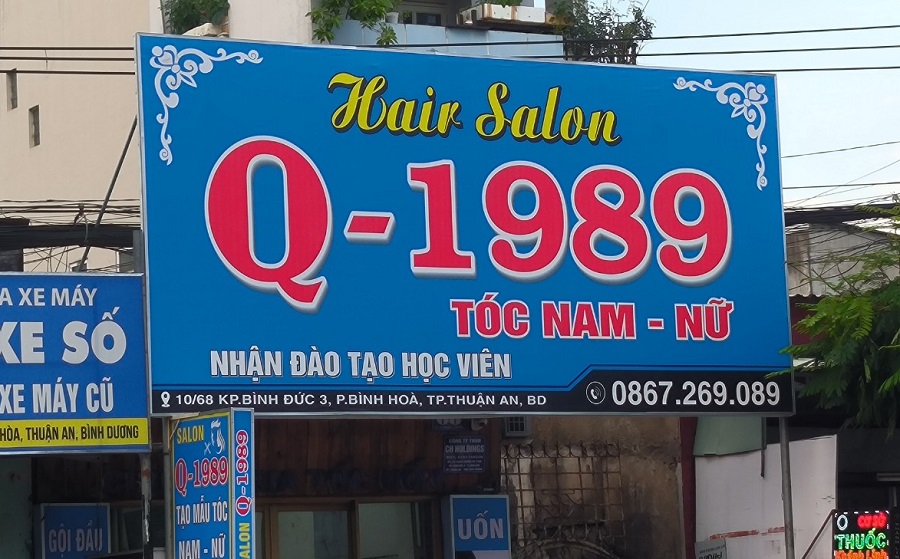 Hair Salon
Q-1989
TÓC NAM - NỮ
NHẬN ĐÀO TẠO HỌC VIÊN
10/68 KP.BÌNH ĐỨC 3, P.BÌNH HOÀ, TP.THUẬN AN, BD
0867.269.089
A XE MÁY
XE SỐ
XE MÁY CŨ
HÒA, THUẬN AN, BÌNH DƯƠNG
SALON
Q-1989
TẠO MẪU TÓC
NAM - NỮ
SALON Q-1989
GỘI ĐẦU
UỐN
CƠ SỞ
THUỐC